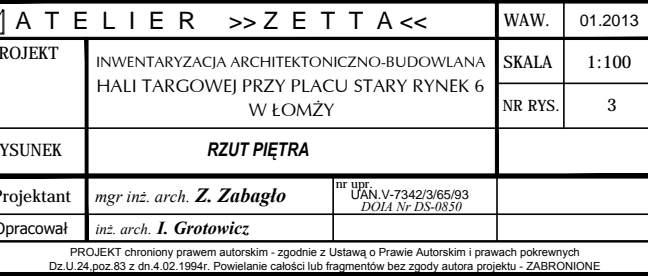 A T E L I E R >> Z E T T A <<
WAW. 01.2013
ROJEKT
INWENTARYZACJA ARCHITEKTONICZNO-BUDOWLANA
HALI TARGOWEJ PRZY PLACU STARY RYNEK 6
W ŁOMŻY
SKALA 1:100
NR RYS. 3
YSUNEK RZUT PIĘTRA
Projektant mgr inż. arch. Z. Zabagło
nr upr.
UAN.V-7342/3/65/93
DOIA Nr DS-0850
Opracował inż. arch. I. Grotowicz
PROJEKT chroniony prawem autorskim - zgodnie z Ustawą o Prawie Autorskim i prawach pokrewnych
Dz.U.24,poz.83 z dn.4.02.1994r. Powielanie całości lub fragmentów bez zgody autora projektu - ZABRONIONE